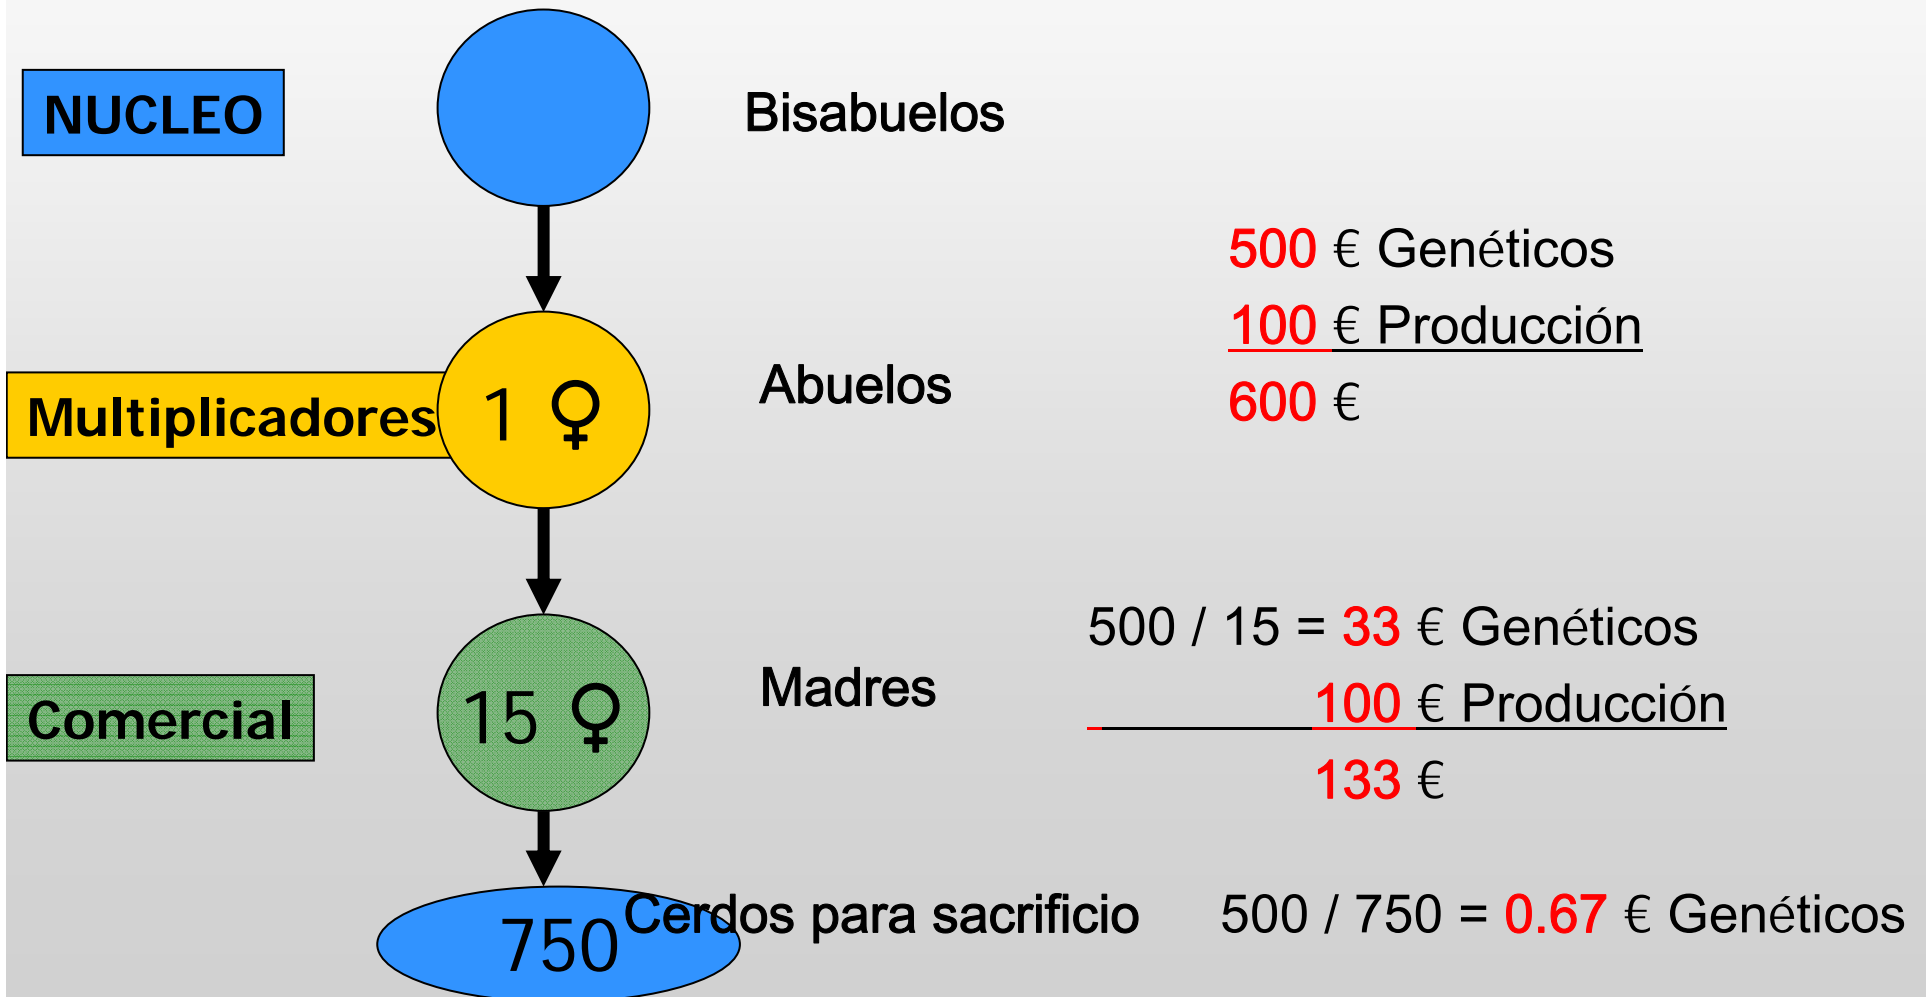 NUCLEO
Bisabuelos
500 € Genéticos
100 € Producción
600 €
Multiplicadores
1 ♀
Abuelos
500 / 15 = 33 € Genéticos
100 € Producción
133 €
Comercial
15 ♀
Madres
750
Cerdos para sacrificio
500 / 750 = 0.67 € Genéticos